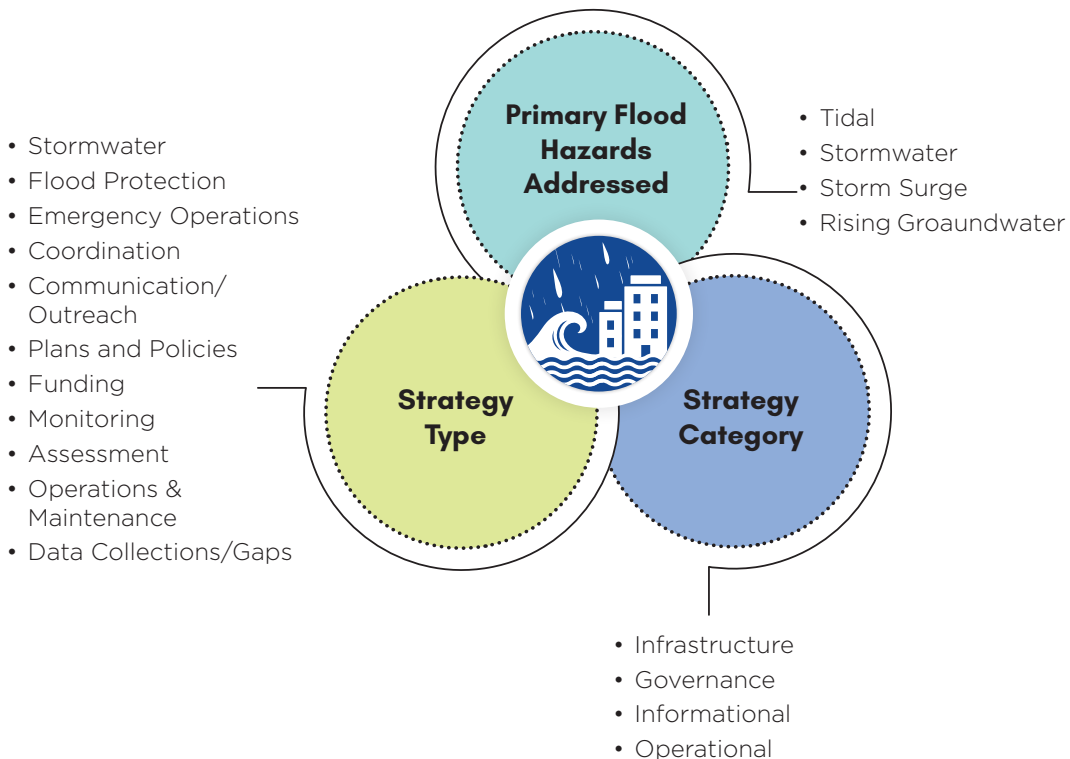 Primary Flood
Hazards
Addressed
• Tidal
• Stormwater
• Storm Surge
• Rising Groaundwater
• Stormwater
• Flood Protection
• Emergency Operations
• Coordination
• Communication/
Outreach
• Plans and Policies
• Funding
• Monitoring
• Assessment
• Operations &
Maintenance
• Data Collections/Gaps
Strategy
Type
Strategy
Category
• Infrastructure
• Governance
• Informational
• Operational